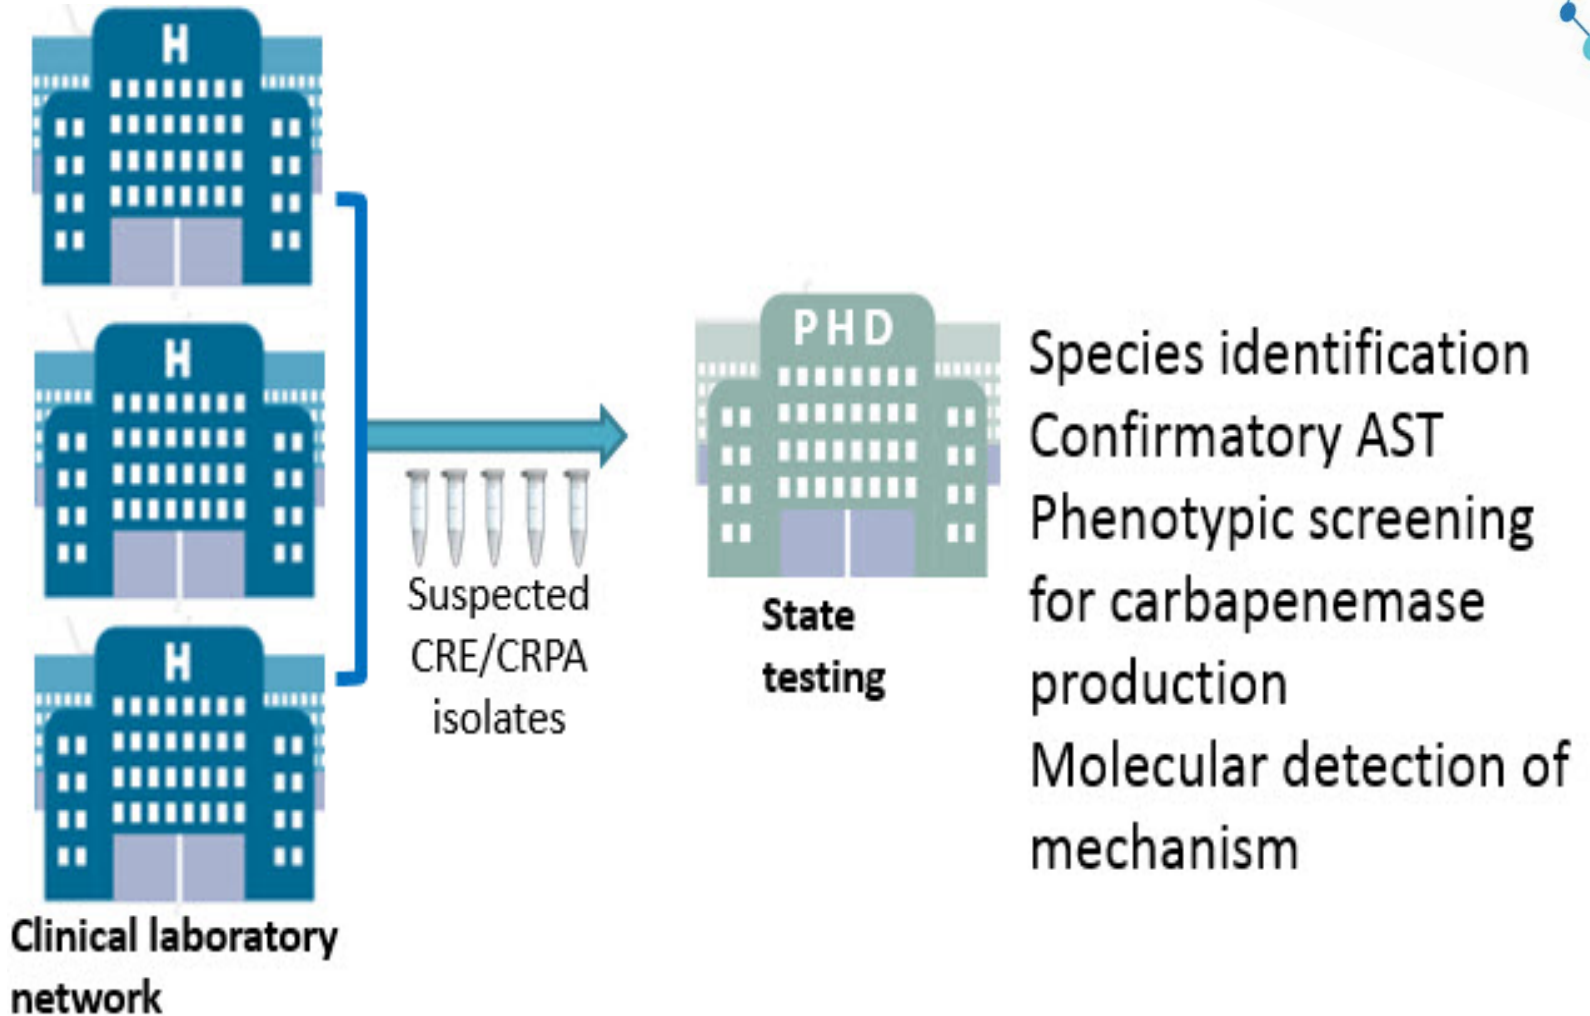 H
H
H
Clinical laboratory
network
Suspected
CRE/CRPA
isolates
PHD
State
testing
Species identification
Confirmatory AST
Phenotypic screening
for carbapenemase
production
Molecular detection of
mechanism